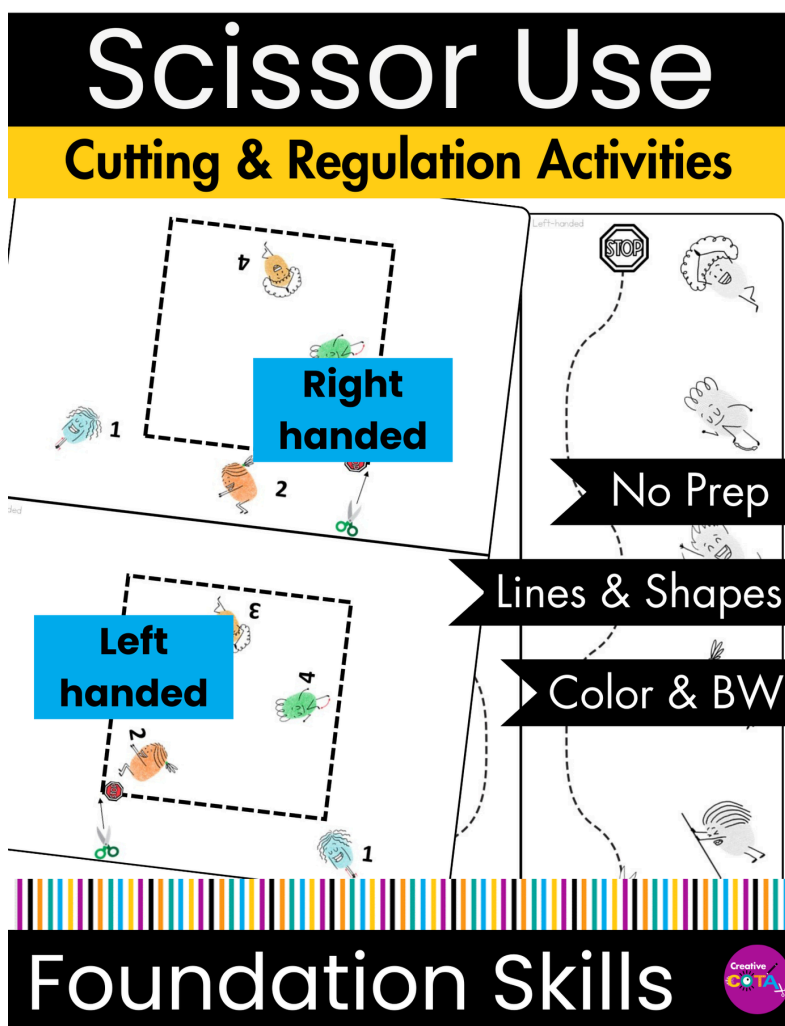 Scissor Use
Cutting & Regulation Activities
Left-handed
STOP
4
Right
handed
1
2
No Prep
ded
Lines & Shapes
3
Left
handed
4
Color & BW
2
1
Foundation Skills
Creative
COTA